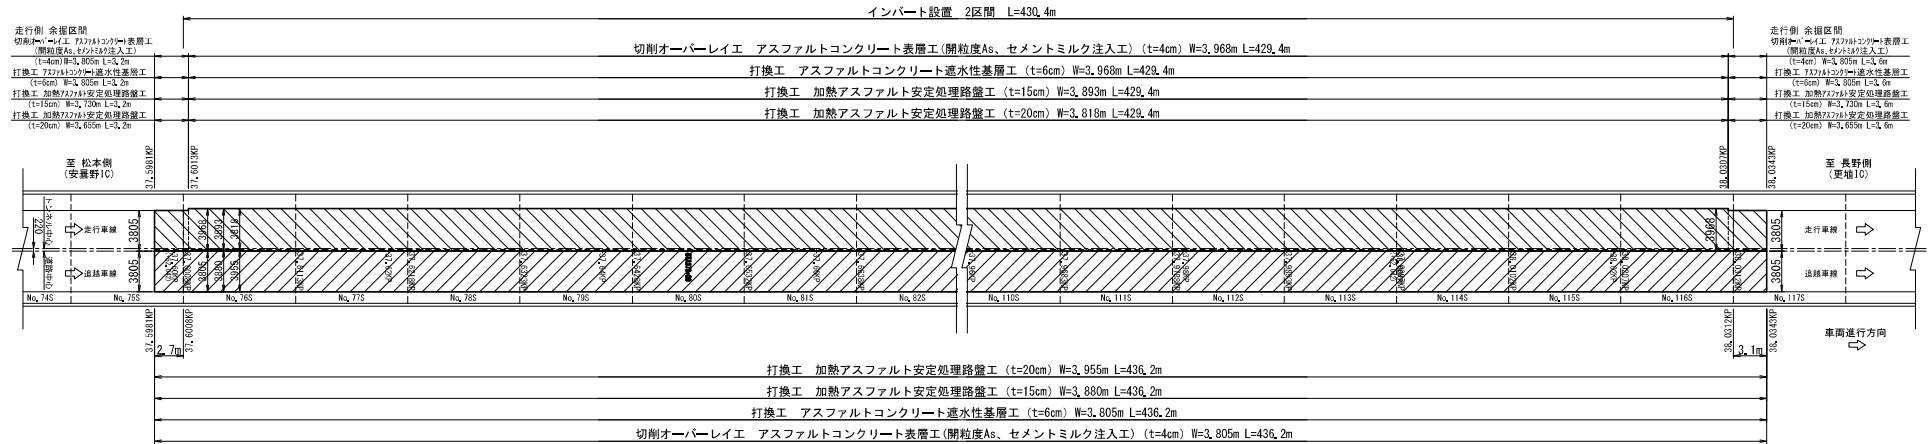 インバート設置　2区間　L=430.4m
走行側 余掘区間
切削オーバーレイ工 アスファルトコンクリート表層工
(開粒度As、セメントミルク注入工)
(t=4cm) W=3.805m L=3.2m
打換工 アスファルトコンクリート遮水性基層工
(t=6cm) W=3.805m L=3.2m
打換工 加熱アスファルト安定処理路盤工
(t=15cm) W=3.730m L=3.2m
打換工 加熱アスファルト安定処理路盤工
(t=20cm) W=3.655m L=3.2m
切削オーバーレイ工　アスファルトコンクリート表層工(開粒度As、セメントミルク注入工) (t=4cm) W=3.968m L=429.4m
打換工　アスファルトコンクリート遮水性基層工 (t=6cm) W=3.968m L=429.4m
打換工　加熱アスファルト安定処理路盤工 (t=15cm) W=3.893m L=429.4m
打換工　加熱アスファルト安定処理路盤工 (t=20cm) W=3.818m L=429.4m
走行側 余掘区間
切削オーバーレイ工 アスファルトコンクリート表層工
(開粒度As、セメントミルク注入工)
(t=4cm) W=3.805m L=3.6m
打換工 アスファルトコンクリート遮水性基層工
(t=6cm) W=3.805m L=3.6m
打換工 加熱アスファルト安定処理路盤工
(t=15cm) W=3.730m L=3.6m
打換工 加熱アスファルト安定処理路盤工
(t=20cm) W=3.655m L=3.6m
至 松本側
(安曇野IC)
37.5981KP
37.6013KP
38.0307KP
38.0343KP
至 長野側
(更埴IC)
トンネル中心
220
走行車線
3805
3968
3893
3818
3968
3805
走行車線
道路中心
追越車線
3805
3805
3880
3955
3805
追越車線
No.74S
No.75S
No.76S
No.77S
No.78S
No.79S
No.80S
No.81S
No.82S
No.110S
No.111S
No.112S
No.113S
No.114S
No.115S
No.116S
No.117S
37.5981KP
37.6008KP
38.0312KP
38.0343KP
2.7m
3.1m
車両進行方向
打換工　加熱アスファルト安定処理路盤工 (t=20cm) W=3.955m L=436.2m
打換工　加熱アスファルト安定処理路盤工 (t=15cm) W=3.880m L=436.2m
打換工　アスファルトコンクリート遮水性基層工 (t=6cm) W=3.805m L=436.2m
切削オーバーレイ工　アスファルトコンクリート表層工(開粒度As、セメントミルク注入工) (t=4cm) W=3.805m L=436.2m